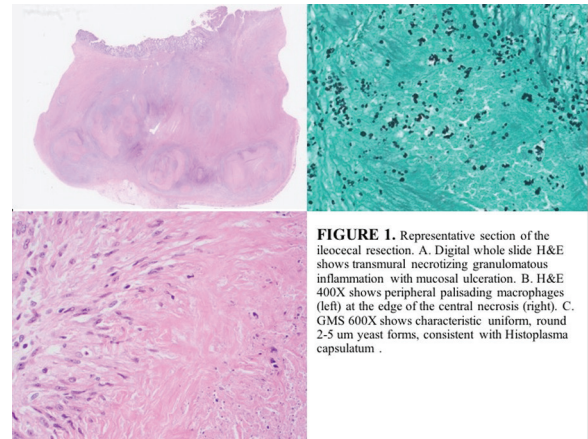 FIGURE 1. Representative section of the
ileocecal resection. A. Digital whole slide H&E
shows transmural necrotizing granulomatous
inflammation with mucosal ulceration. B. H&E
400X shows peripheral palisading macrophages
(left) at the edge of the central necrosis (right). C.
GMS 600X shows characteristic uniform, round
2-5 um yeast forms, consistent with Histoplasma
capsulatum .